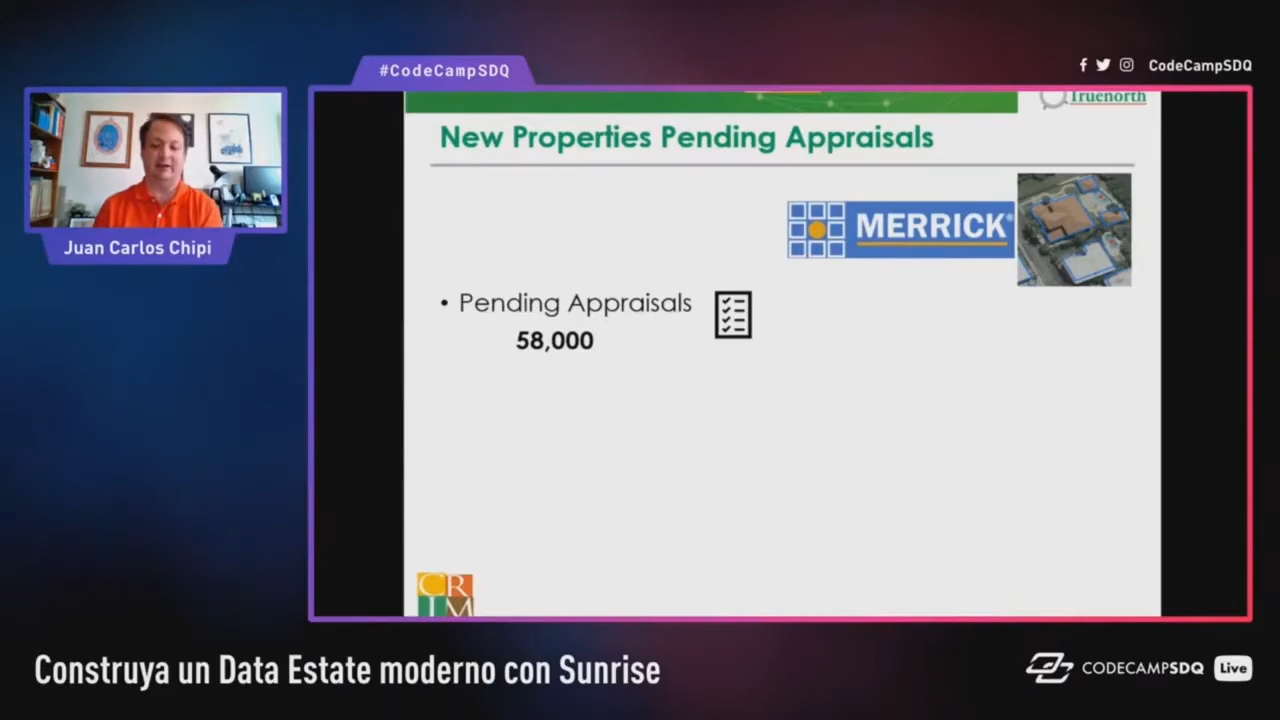 #CodeCampSDQ
CodeCampSDQ
Juan Carlos Chipi
Truenorth
New Properties Pending Appraisals
MERRICK®
• Pending Appraisals
58,000
CR
IM
Construya un Data Estate moderno con Sunrise
CODECAMPSDQ Live